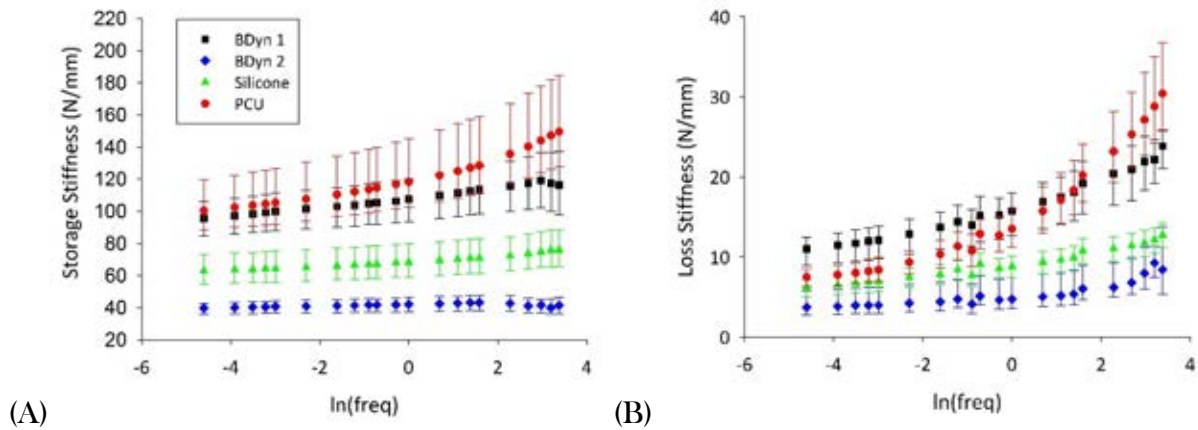 220
200
180
160
140
120
100
80
60
40
20
Storage Stiffness (N/mm)
BDyn 1
BDyn 2
Silicone
PCU
-6
-4
-2
0
2
4
ln(freq)
(A)
40
30
20
10
0
Loss Stiffness (N/mm)
-6
-4
-2
0
2
4
ln(freq)
(B)